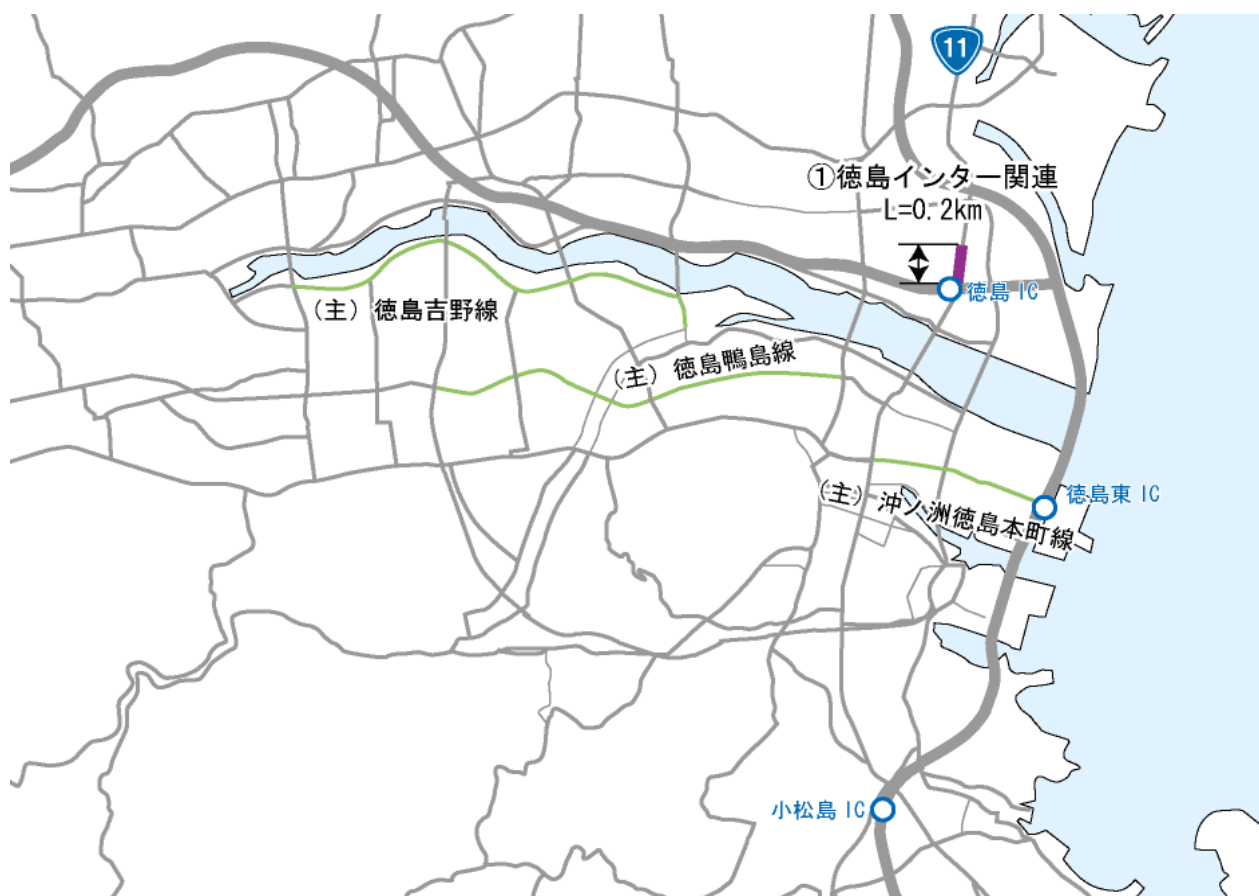 11
①徳島インター関連
L=0.2km
徳島 IC
(主) 徳島吉野線
(主) 徳島鴨島線
(主) 沖ノ洲徳島本町線
徳島東 IC
小松島 IC